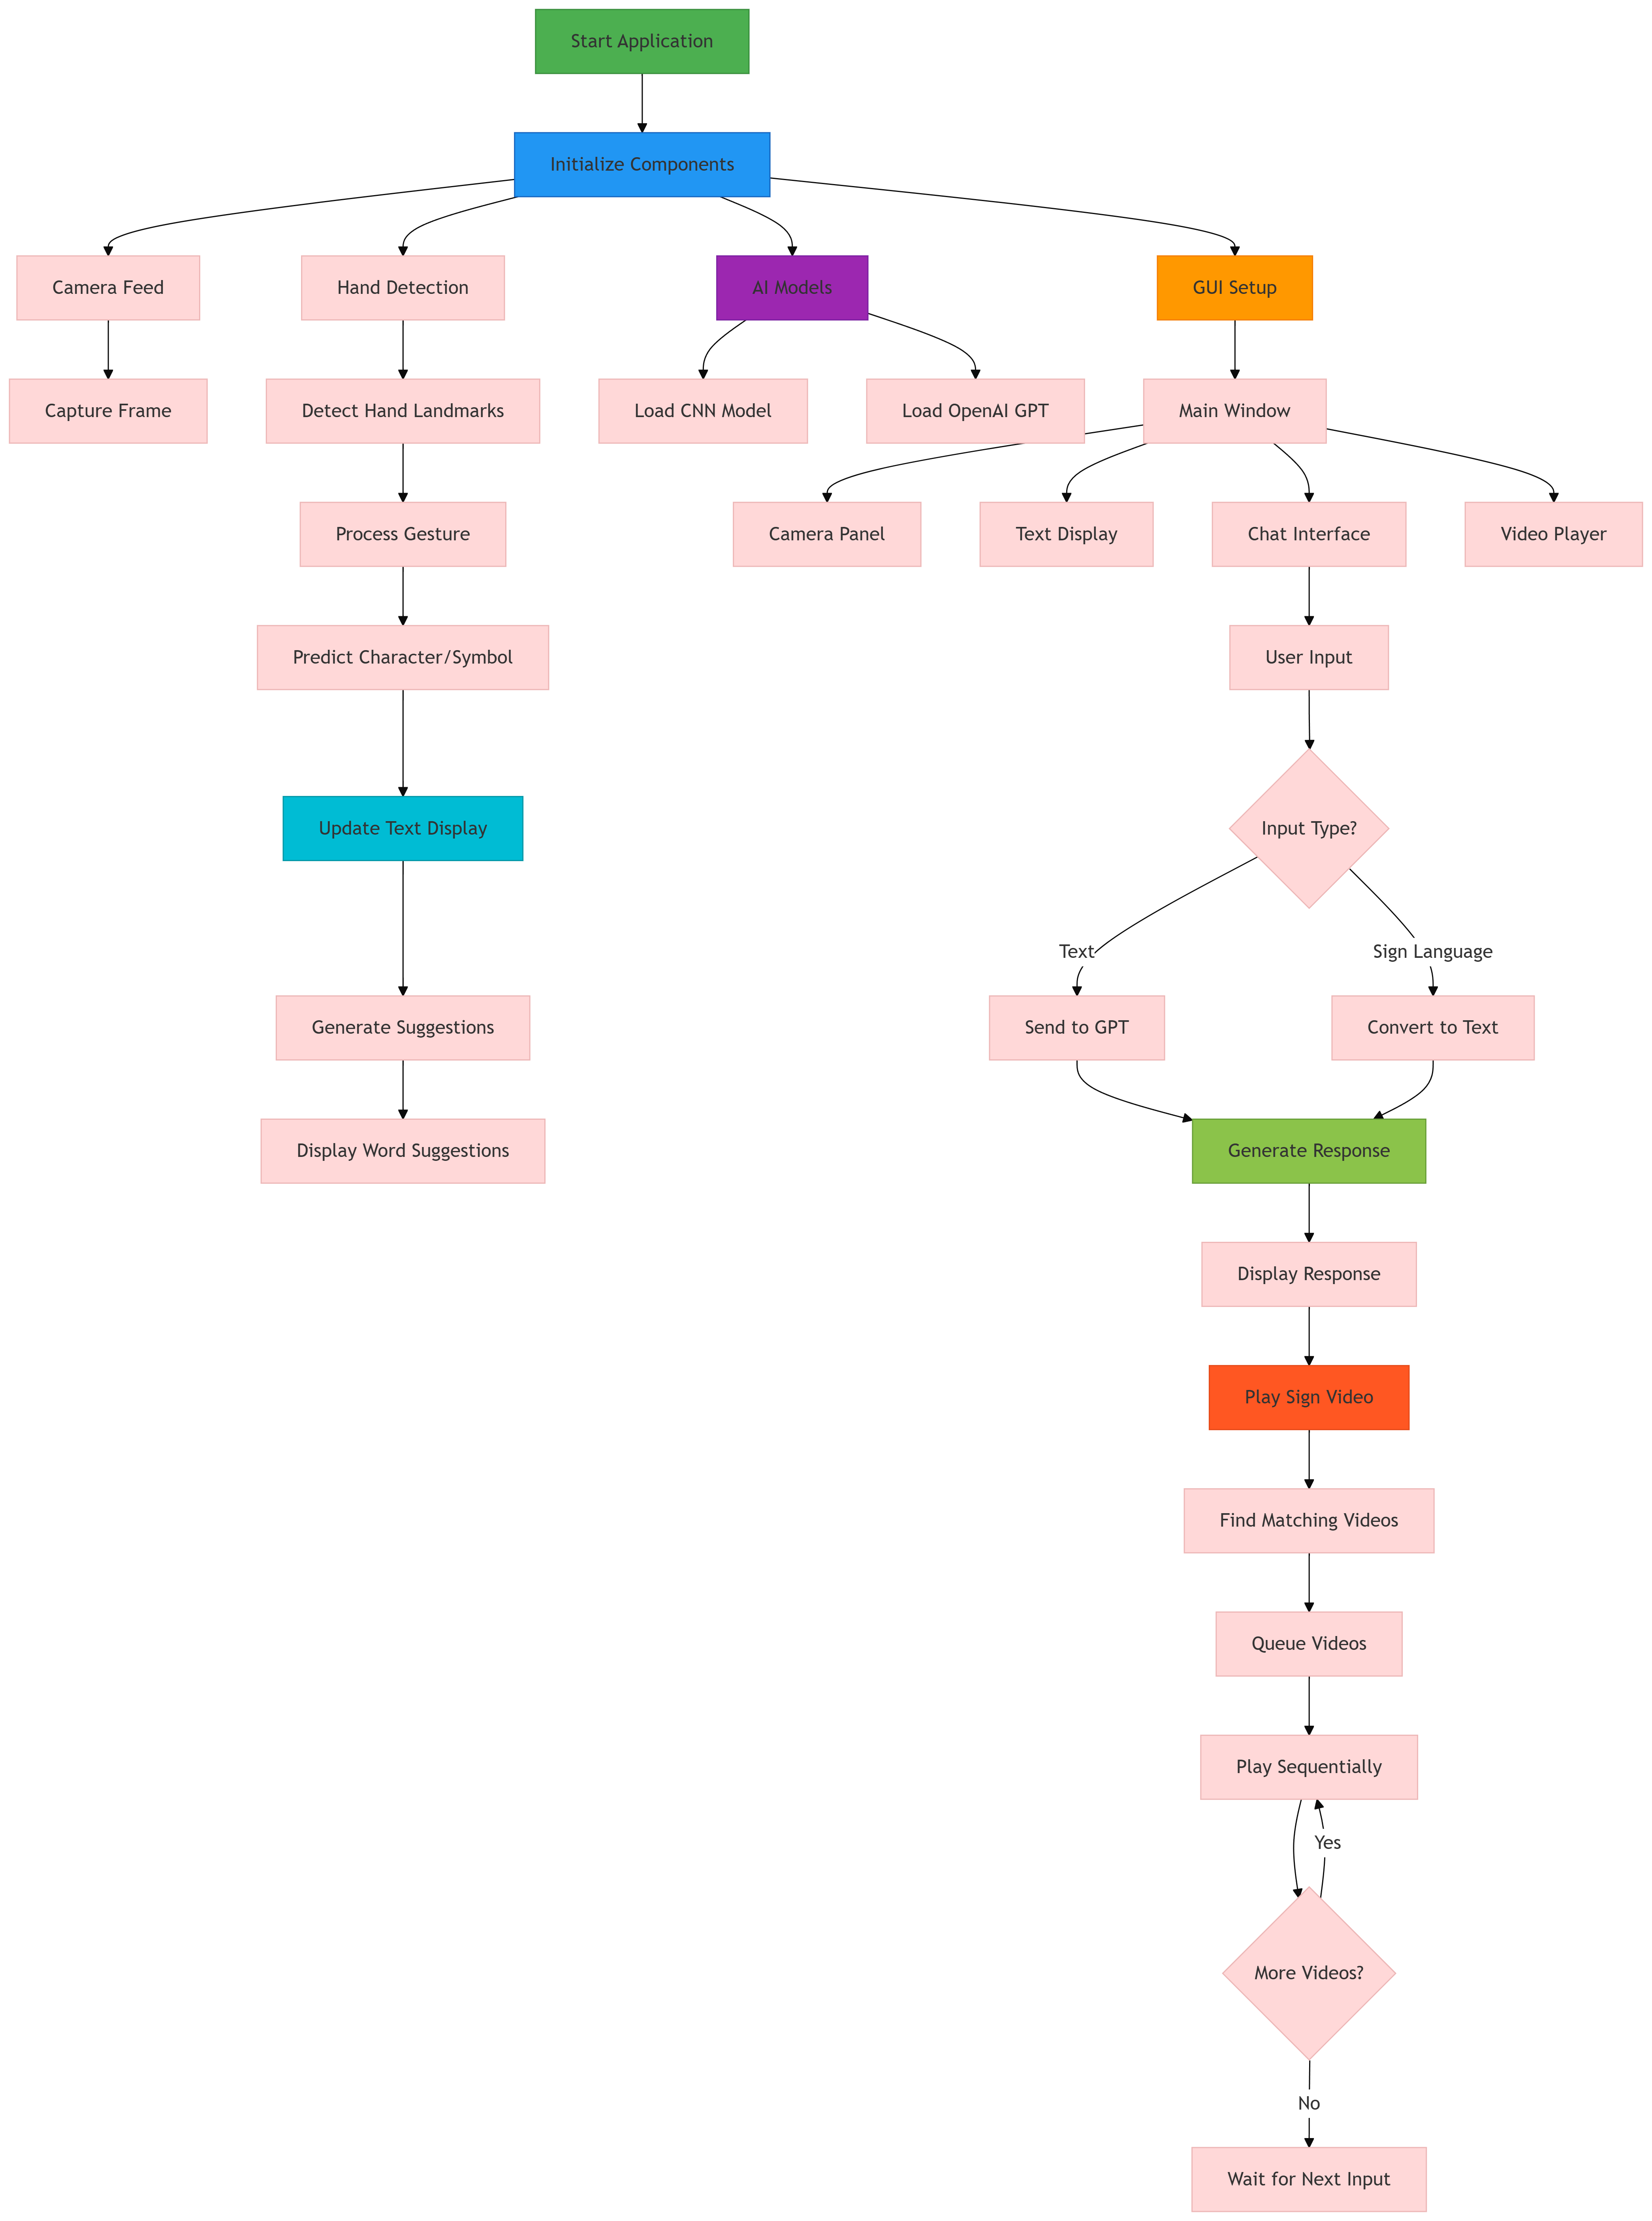 Start Application
Initialize Components
Camera Feed
Hand Detection
AI Models
GUI Setup
Capture Frame
Detect Hand Landmarks
Load CNN Model
Load OpenAI GPT
Main Window
Process Gesture
Camera Panel
Text Display
Chat Interface
Video Player
Predict Character/Symbol
User Input
Update Text Display
Input Type?
Text
Sign Language
Generate Suggestions
Send to GPT
Convert to Text
Display Word Suggestions
Generate Response
Display Response
Play Sign Video
Find Matching Videos
Queue Videos
Play Sequentially
Yes
More Videos?
No
Wait for Next Input